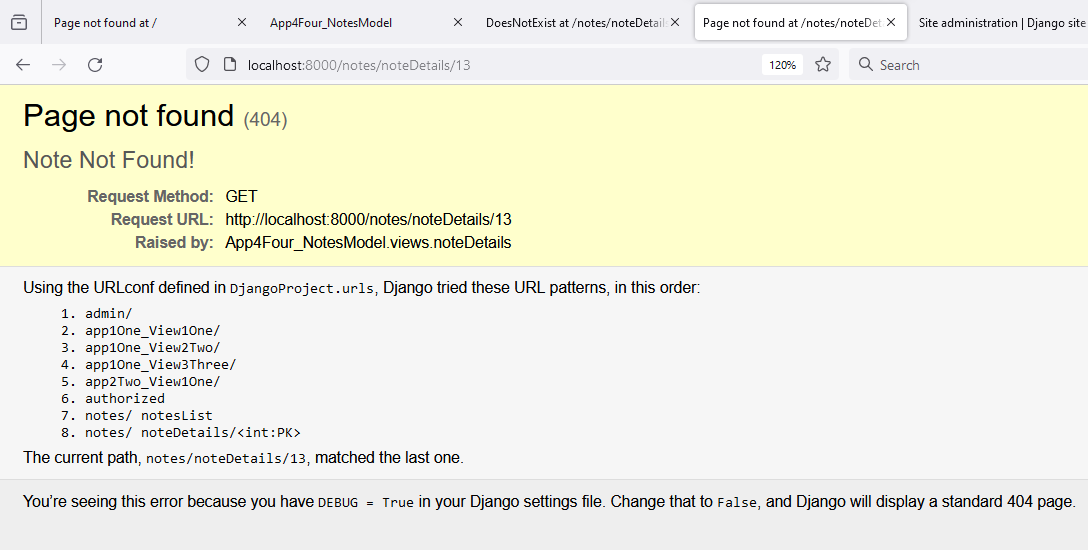 Page not found at /
App4Four_NotesModel
DoesNotExist at /notes/noteDetail
Page not found at /notes/noteDet
Site administration | Django site
localhost:8000/notes/noteDetails/13
120%
Search
Page not found (404)
Note Not Found!
Request Method: GET
Request URL: http://localhost:8000/notes/noteDetails/13
Raised by: App4Four_NotesModel.views.noteDetails
Using the URLconf defined in DjangoProject.urls, Django tried these URL patterns, in this order:
1. admin/
2. app1One_View1One/
3. app1One_View2Two/
4. app1One_View3Three/
5. app2Two_View1One/
6. authorized
7. notes/ notesList
8. notes/ noteDetails/<int:PK>
The current path, notes/noteDetails/13, matched the last one.
You’re seeing this error because you have DEBUG = True in your Django settings file. Change that to False, and Django will display a standard 404 page.